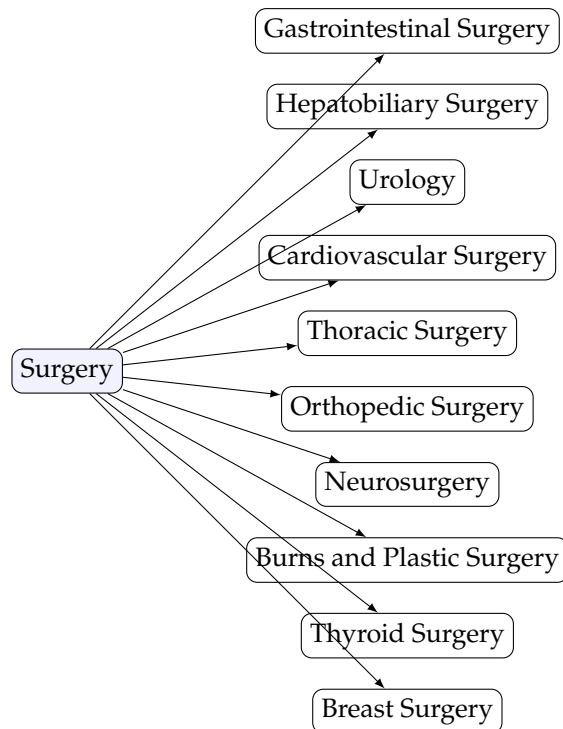 Gastrointestinal Surgery
Hepatobiliary Surgery
Urology
Cardiovascular Surgery
Thoracic Surgery
Surgery
Orthopedic Surgery
Neurosurgery
Burns and Plastic Surgery
Thyroid Surgery
Breast Surgery